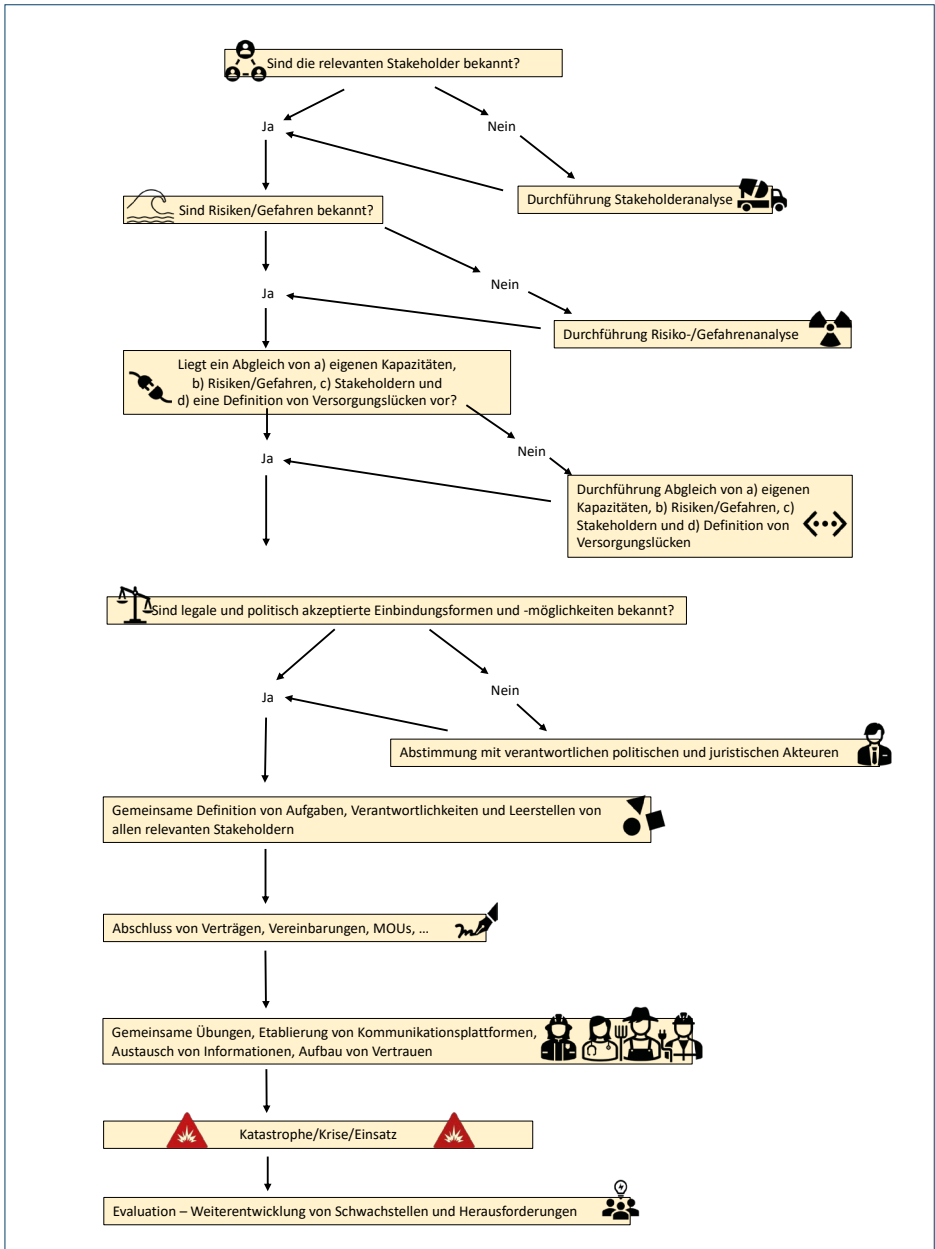 Sind die relevanten Stakeholder bekannt?
Ja
Nein
Durchführung Stakeholderanalyse
Sind Risiken/Gefahren bekannt?
Nein
Ja
Durchführung Risiko-/Gefahrenanalyse
Liegt ein Abgleich von a) eigenen Kapazitäten,
b) Risiken/Gefahren, c) Stakeholdern und
d) eine Definition von Versorgungslücken vor?
Nein
Ja
Durchführung Abgleich von a) eigenen
Kapazitäten, b) Risiken/Gefahren, c)
Stakeholdern und d) Definition von
Versorgungslücken
Sind legale und politisch akzeptierte Einbindungsformen und -möglichkeiten bekannt?
Ja
Nein
Abstimmung mit verantwortlichen politischen und juristischen Akteuren
Gemeinsame Definition von Aufgaben, Verantwortlichkeiten und Leerstellen von
allen relevanten Stakeholdern
Abschluss von Verträgen, Vereinbarungen, MOUs, …
Gemeinsame Übungen, Etablierung von Kommunikationsplattformen,
Austausch von Informationen, Aufbau von Vertrauen
Katastrophe/Krise/Einsatz
Evaluation – Weiterentwicklung von Schwachstellen und Herausforderungen